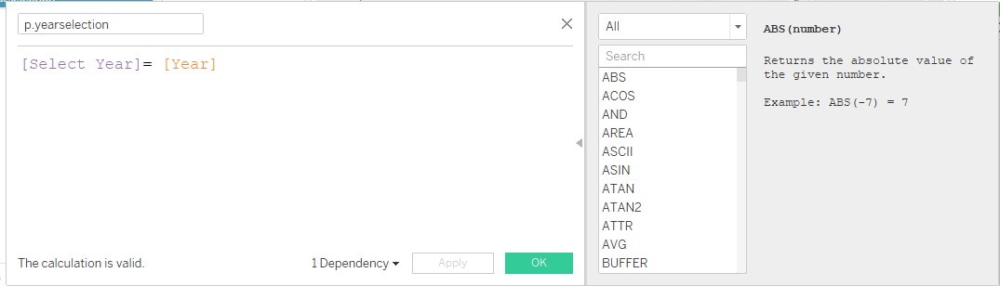 p.yearselection
[Select Year]= [Year]
The calculation is valid.
1 Dependency
Apply
OK
All
Search
ABS
ACOS
AND
AREA
ASCII
ASIN
ATAN
ATAN2
ATTR
AVG
BUFFER
ABS(number)
Returns the absolute value of
the given number.
Example: ABS(-7) = 7